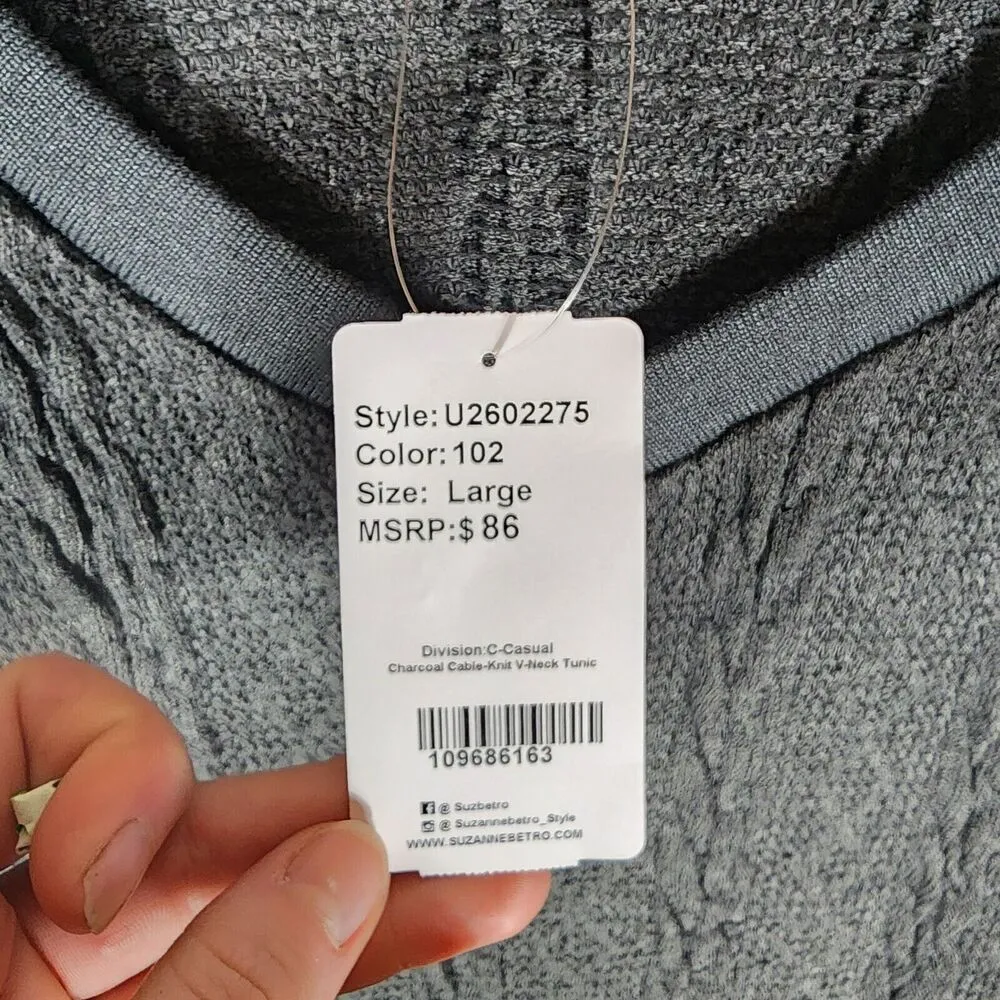 Style: U2602275
Color: 102
Size: Large
MSRP:$ 86
Division:C-Casual
Charcoal Cable-Knit V-Neck Tunic
109686163
@ Suzbetro
@ Suzannebetro_Style
WWW.SUZANNEBETRO.COM